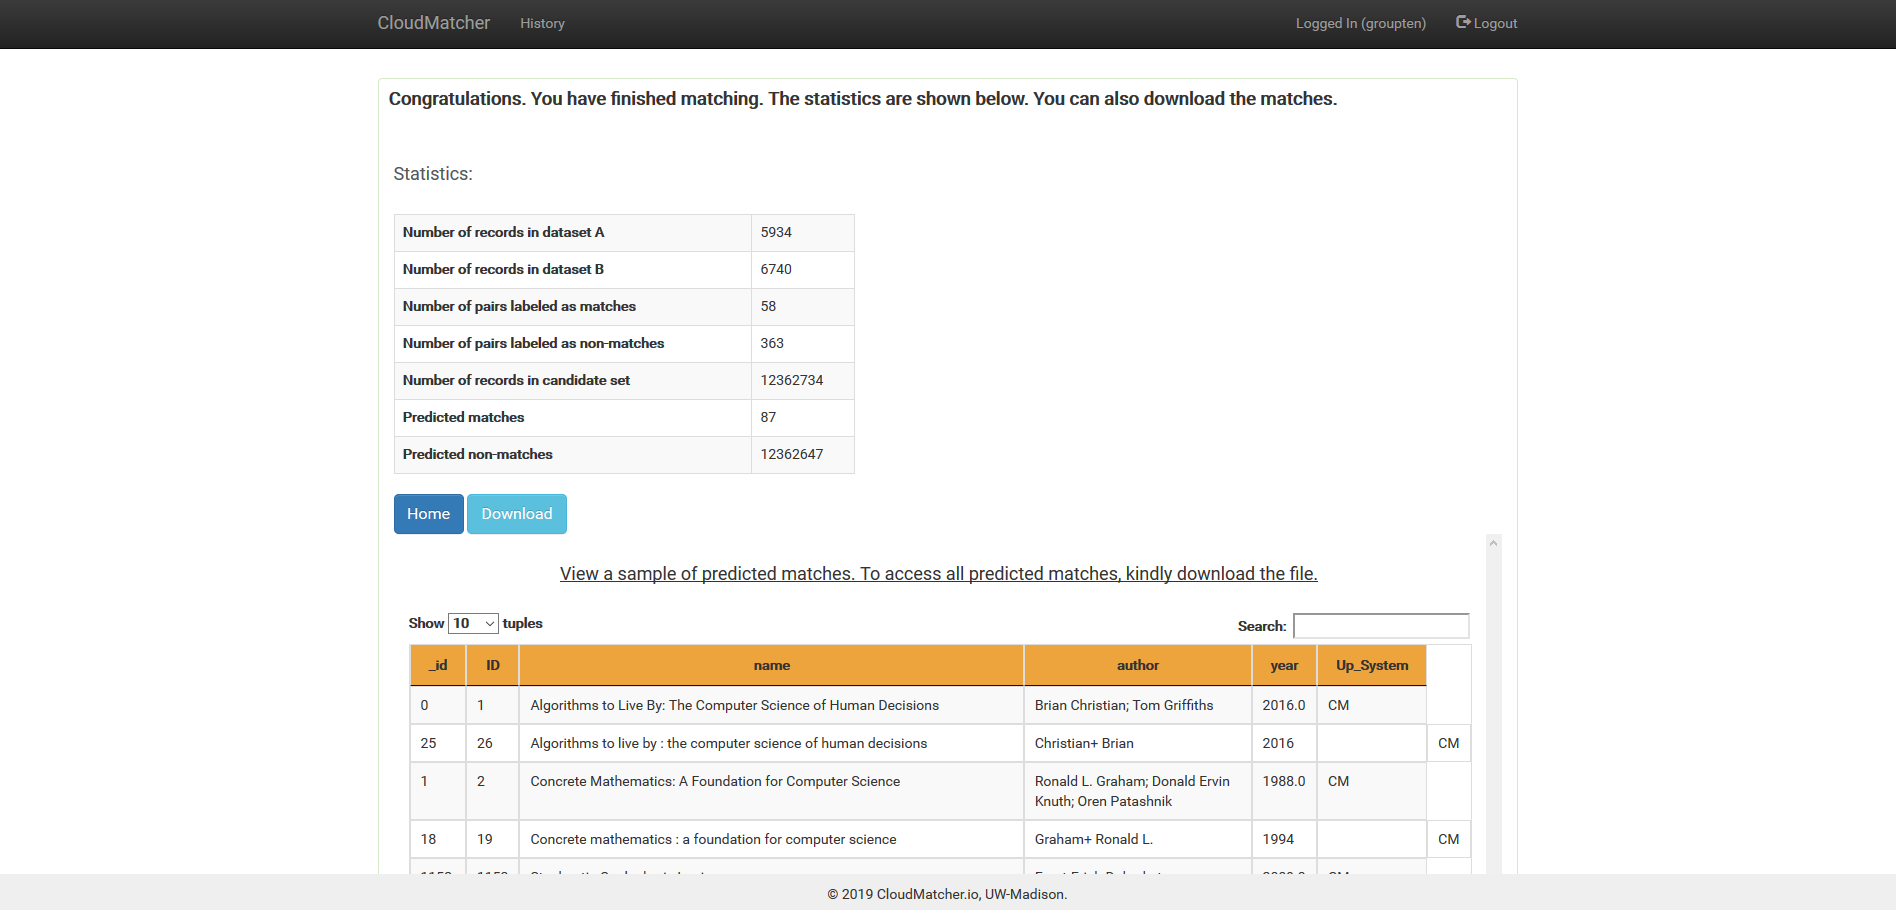 CloudMatcher History Logged In (groupten) Logout
Congratulations. You have finished matching. The statistics are shown below. You can also download the matches.
Statistics:
Number of records in dataset A 5934
Number of records in dataset B 6740
Number of pairs labeled as matches 58
Number of pairs labeled as non-matches 363
Number of records in candidate set 12362734
Predicted matches 87
Predicted non-matches 12362647
Home Download
View a sample of predicted matches. To access all predicted matches, kindly download the file.
Show 10 tuples Search:
_id ID name author year Up_System
0 1 Algorithms to Live By: The Computer Science of Human Decisions Brian Christian; Tom Griffiths 2016.0 CM
25 26 Algorithms to live by : the computer science of human decisions Christian+ Brian 2016 CM
1 2 Concrete Mathematics: A Foundation for Computer Science Ronald L. Graham; Donald Ervin 1988.0 CM
Knuth; Oren Patashnik
18 19 Concrete mathematics : a foundation for computer science Graham+ Ronald L. 1994 CM
© 2019 CloudMatcher.io, UW-Madison.